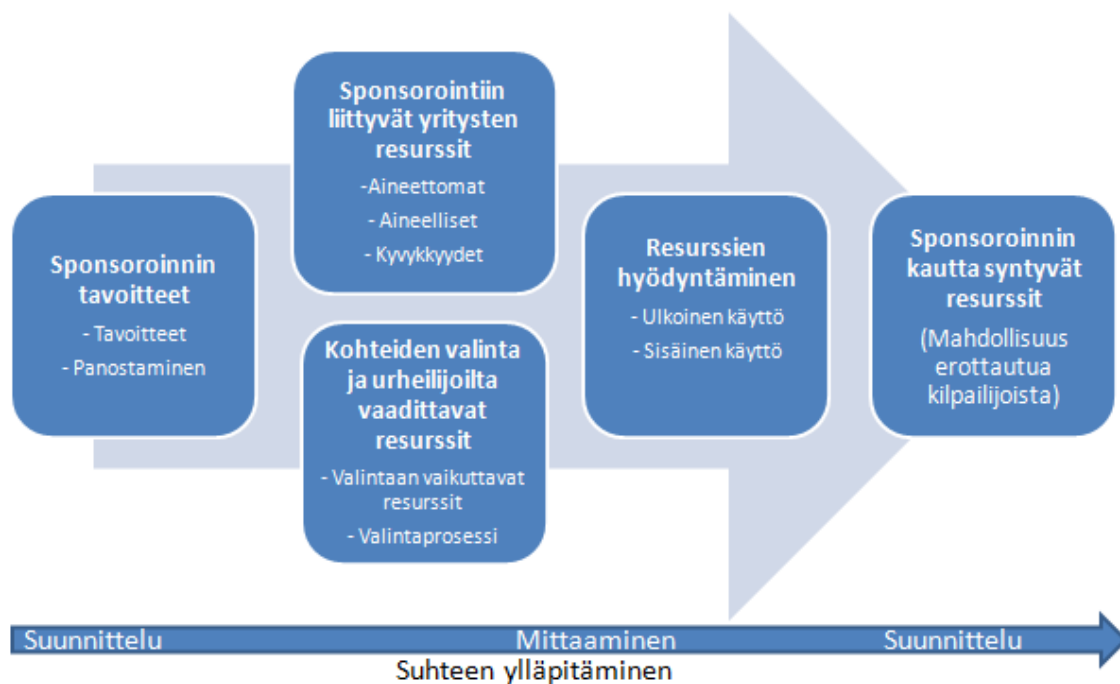 Sponsoroinnin
tavoitteet
- Tavoitteet
- Panostaminen
Sponsorointiin
liittyvät yritysten
resurssit
-Aineettomat
- Aineelliset
- Kyvykkyydet
Kohteiden valinta
ja urheilijoilta
vaadittavat
resurssit
- Valintaan vaikuttavat
resurssit
- Valintaprosessi
Resurssien
hyödyntäminen
- Ulkoinen käyttö
- Sisäinen käyttö
Sponsoroinnin
kautta syntyvät
resurssit
(Mahdollisuus
erottautua
kilpailijoista)
Suunnittelu Mittaaminen Suunnittelu
Suhteen ylläpitäminen